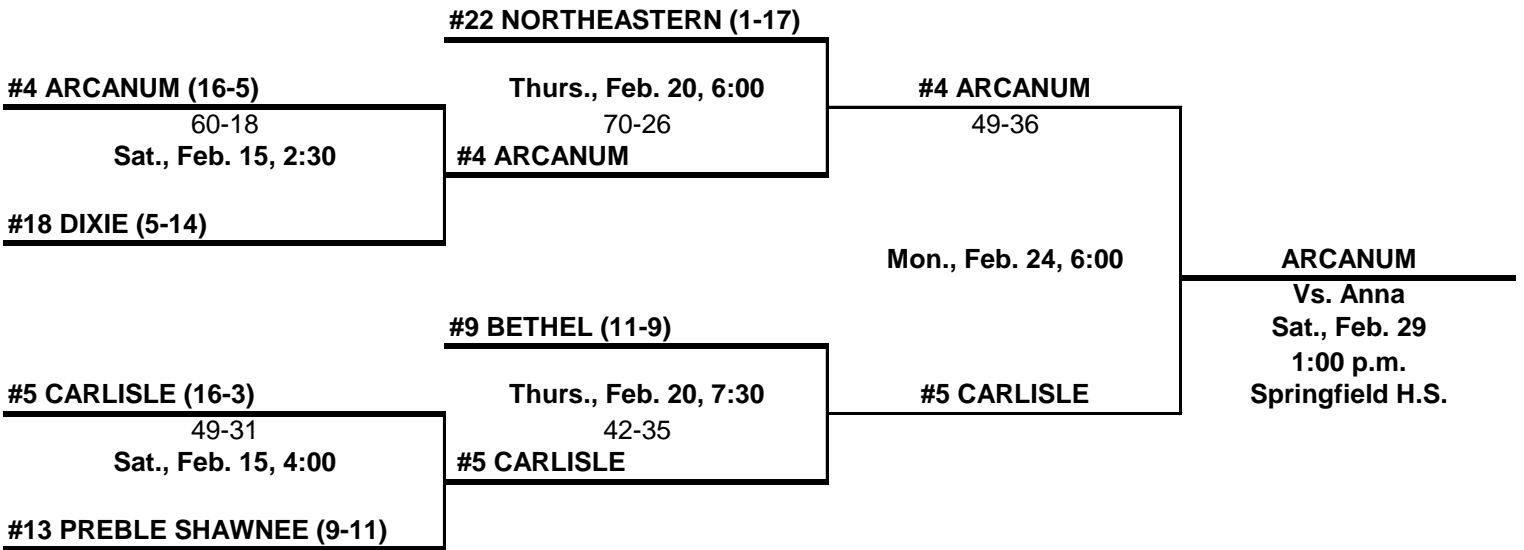 #22 NORTHEASTERN (1-17)
#4 ARCANUM (16-5)
Thurs., Feb. 20, 6:00
#4 ARCANUM
60-18
70-26
49-36
Sat., Feb. 15, 2:30
#4 ARCANUM
#18 DIXIE (5-14)
Mon., Feb. 24, 6:00
ARCANUM
Vs. Anna
#9 BETHEL (11-9)
Sat., Feb. 29
1:00 p.m.
#5 CARLISLE (16-3)
Thurs., Feb. 20, 7:30
#5 CARLISLE
Springfield H.S.
49-31
42-35
Sat., Feb. 15, 4:00
#5 CARLISLE
#13 PREBLE SHAWNEE (9-11)